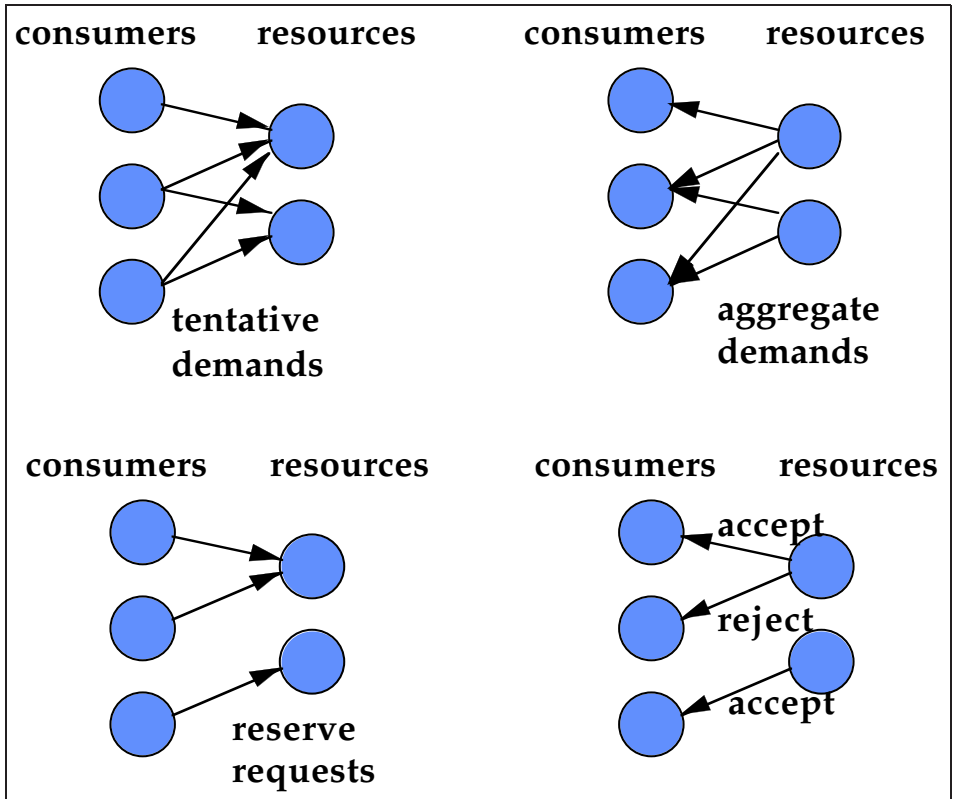 consumers resources
tentative
demands
consumers resources
aggregate
demands
consumers resources
reserve
requests
consumers resources
accept
reject
accept